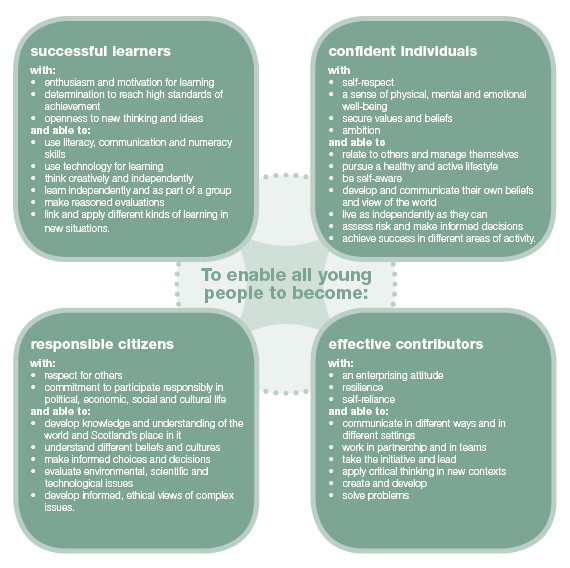 successful learners
with:
• enthusiasm and motivation for learning
• determination to reach high standards of
achievement
• openness to new thinking and ideas
and able to:
• use literacy, communication and numeracy
skills
• use technology for learning
• think creatively and independently
• learn independently and as part of a group
• make reasoned evaluations
• link and apply different kinds of learning in
new situations.
confident individuals
with
• self-respect
• a sense of physical, mental and emotional
well-being
• secure values and beliefs
• ambition
and able to
• relate to others and manage themselves
• pursue a healthy and active lifestyle
• be self-aware
• develop and communicate their own beliefs
and view of the world
• live as independently as they can
• assess risk and make informed decisions
• achieve success in different areas of activity.
To enable all young
people to become:
responsible citizens
with:
• respect for others
• commitment to participate responsibly in
political, economic, social and cultural life
and able to:
• develop knowledge and understanding of the
world and Scotland's place in it
• understand different beliefs and cultures
• make informed choices and decisions
• evaluate environmental, scientific and
technological issues
• develop informed, ethical views of complex
issues.
effective contributors
with:
• an enterprising attitude
• resilience
• self-reliance
and able to:
• communicate in different ways and in
different settings
• work in partnership and in teams
• take the initiative and lead
• apply critical thinking in new contexts
• create and develop
• solve problems